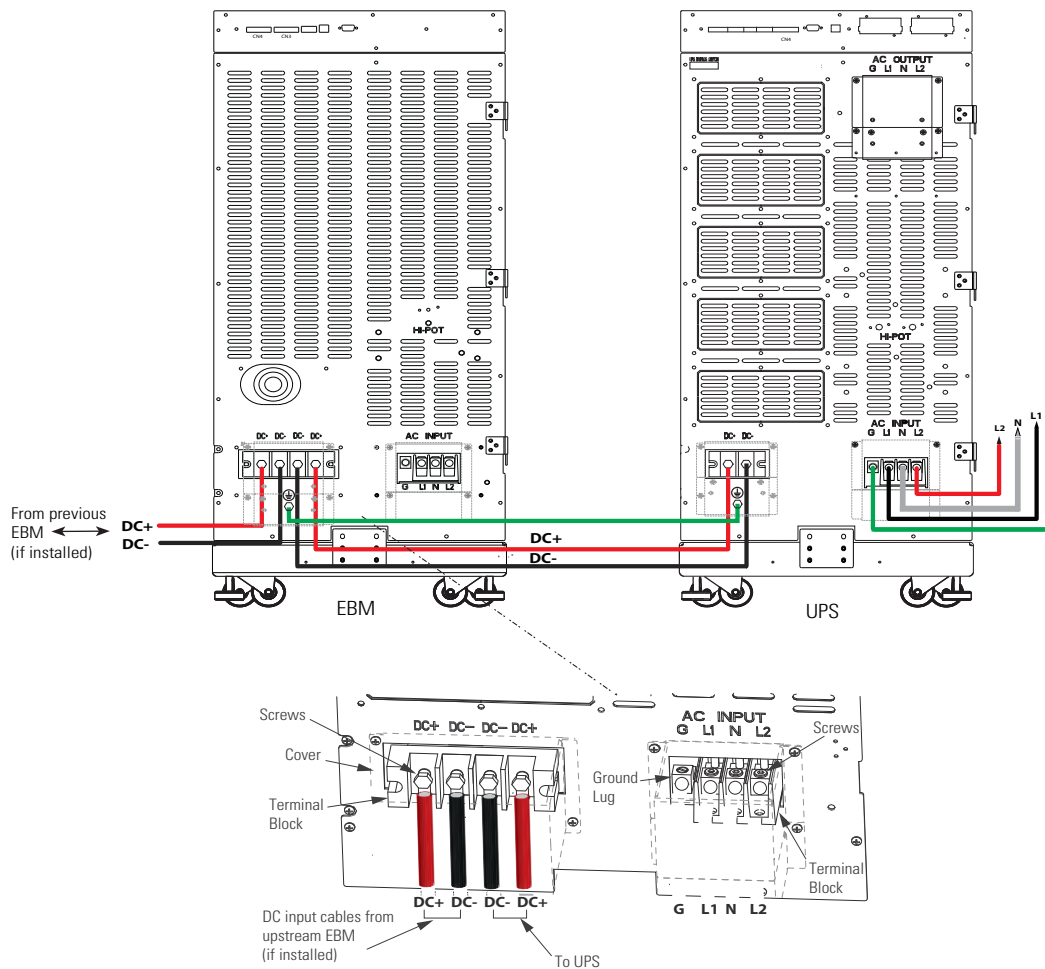 CN4 CN3
CN4
AC OUTPUT
G L1 N L2
HI-POT
HI-POT
DC+ DC- DC- DC+
AC INPUT
G L1 N L2
DC+ DC-
AC INPUT
G L1 N L2
L2 N L1
From previous
EBM
(if installed)
DC+
DC-
DC+
DC-
EBM
UPS
Screws
Cover
Terminal
Block
DC+ DC- DC- DC+
AC INPUT
G L1 N L2
Screws
Ground
Lug
Terminal
Block
DC+ DC- DC- DC+
G L1 N L2
DC input cables from
upstream EBM
(if installed)
To UPS